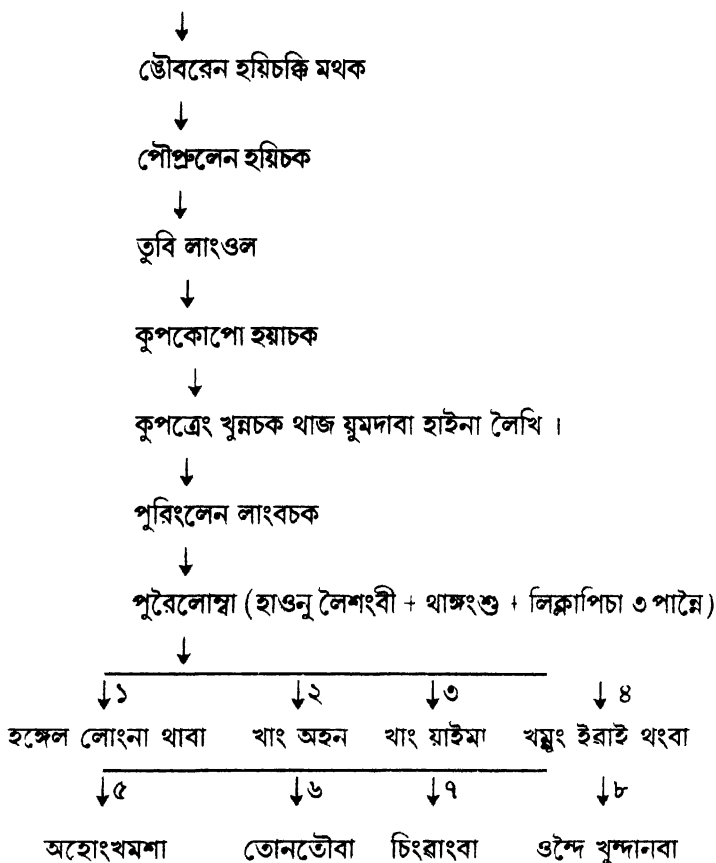 ↓
ঙৌবরেন হয়িচক্কি মথক
↓
পৌপ্রুলেন হয়িচক
↓
তুবি লাংওল
↓
কুপকোপো হয়াচক
↓
কুপত্রেং খুন্নচক থাজ য়ুমদাবা হাইনা লৈখি ।
↓
পুরিংলেন লাংবচক
↓
পুরৈলোম্বা (হাওনু লৈশংবী + থাঙ্গংশু + লিক্লাপিচা ৩ পান্নৈ)
↓
↓১ ↓২ ↓৩ ↓ ৪
হঙ্গেল লোংনা থাবা খাং অহন খাং য়াইমা খম্লুং ইৱাই থংবা
↓৫ ↓৬ ↓৭ ↓৮
অহোংখমশা তোনতৌবা চিংৱাংবা ওন্দৈ খুন্দানবা